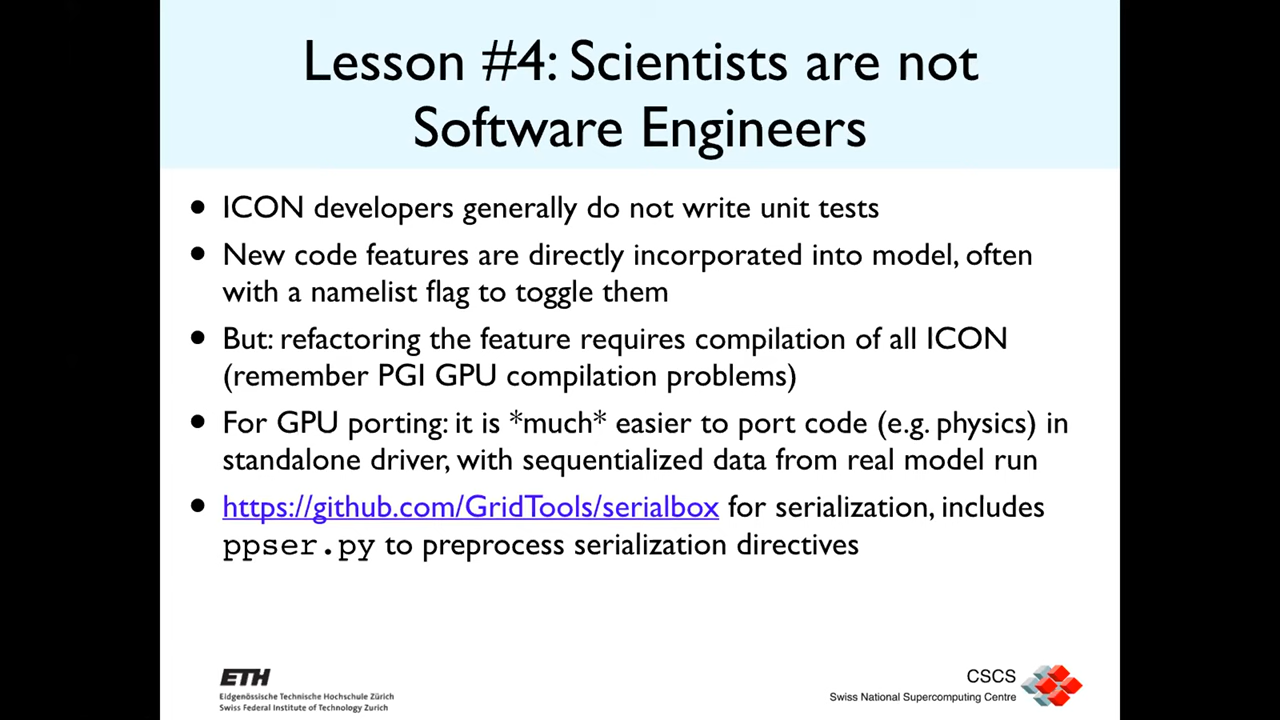 Lesson #4: Scientists are not
Software Engineers
• ICON developers generally do not write unit tests
• New code features are directly incorporated into model, often
with a namelist flag to toggle them
• But: refactoring the feature requires compilation of all ICON
(remember PGI GPU compilation problems)
• For GPU porting: it is *much* easier to port code (e.g. physics) in
standalone driver, with sequentialized data from real model run
• https://github.com/GridTools/serialbox for serialization, includes
ppser.py to preprocess serialization directives
ETH
Eidgenössische Technische Hochschule Zürich
Swiss Federal Institute of Technology Zurich
CSCS
Swiss National Supercomputing Centre